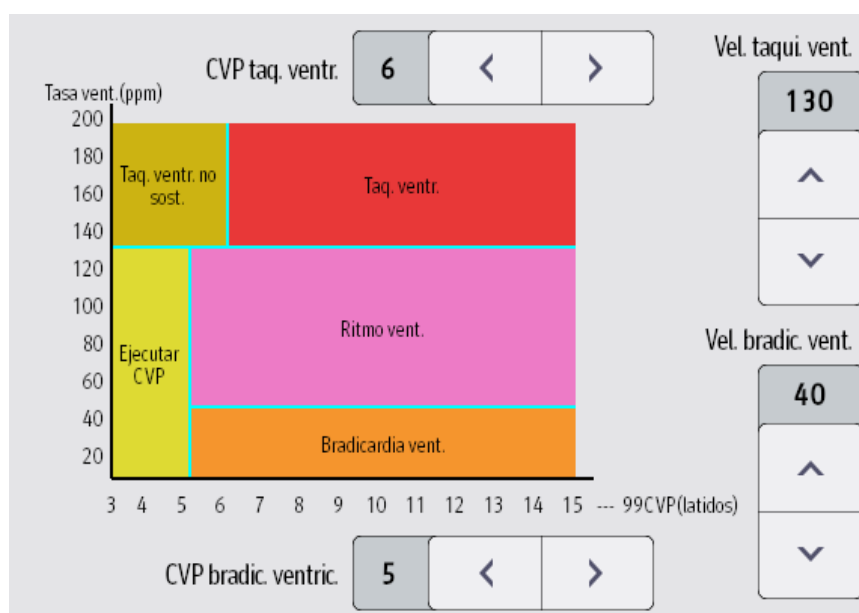 CVP taq. ventr. 6
Vel. taqui. vent.
130
Tasa vent.(ppm)
200
180
160
140
120
100
80
60
40
20
Taq. ventr. no
sost.
Taq. ventr.
Ritmo vent.
Ejecutar
CVP
Bradicardia vent.
Vel. bradic. vent.
40
3 4 5 6 7 8 9 10 11 12 13 14 15 --- 99CVP(latidos)
CVP bradic. ventric. 5